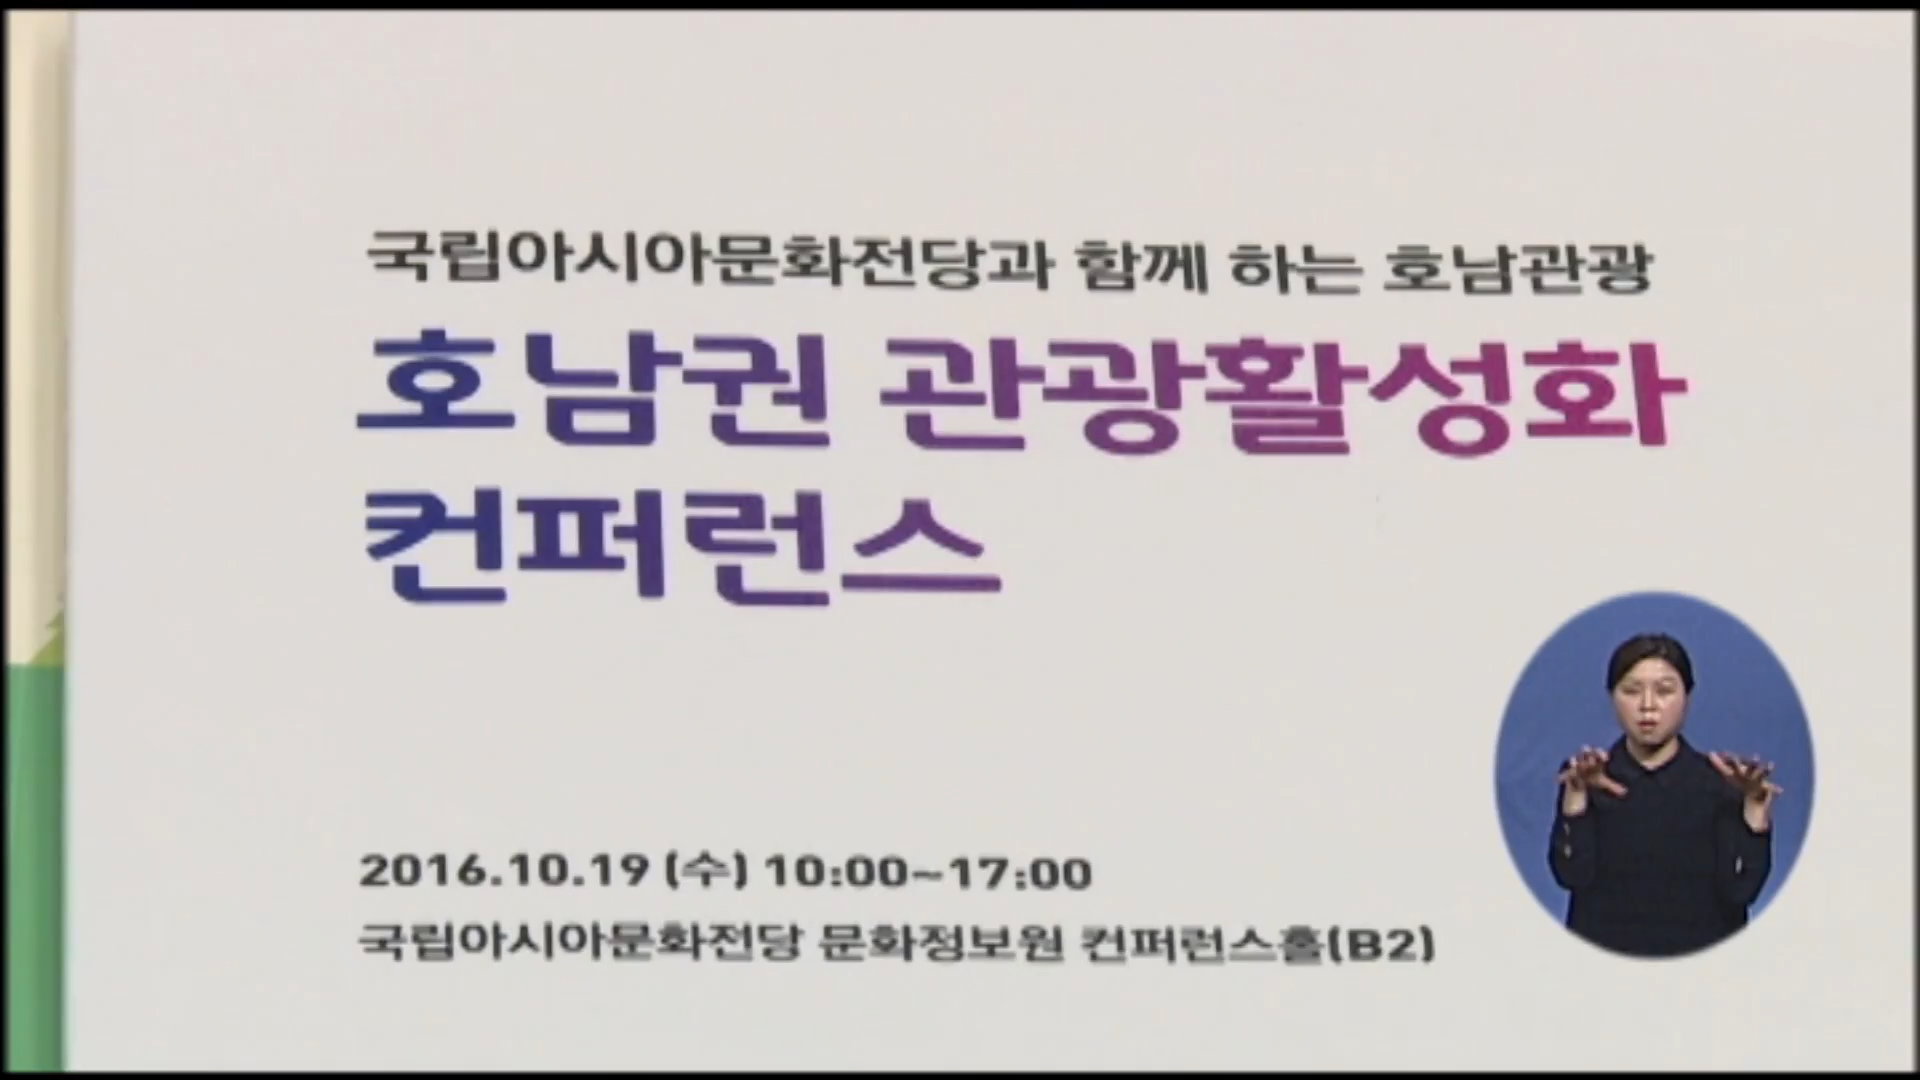 국립아시아문화전당과 함께 하는 호남관광
호남권 관광활성화
컨퍼런스
2016.10.19 (수) 10:00~17:00
국립아시아문화전당 문화정보원 컨퍼런스홀(B2)